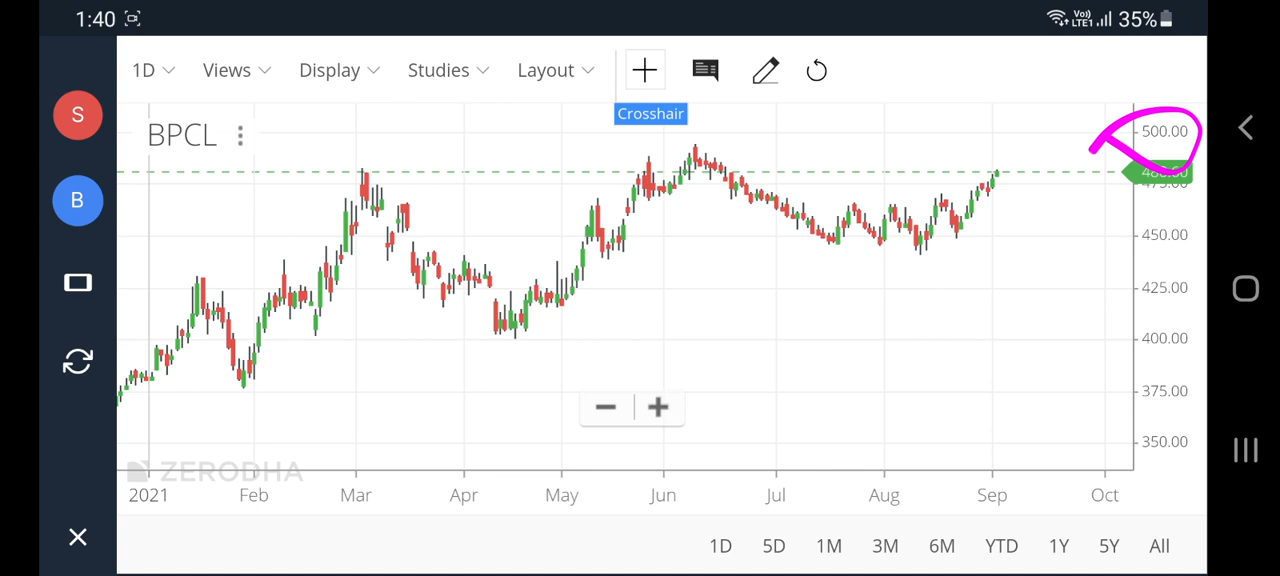 1:40 Vo) LTE1 35%
1D Views Display Studies Layout
Crosshair
S
BPCL
500.00
480.00
475.00
B
450.00
425.00
400.00
375.00
350.00
ZERODHA
2021 Feb Mar Apr May Jun Jul Aug Sep Oct
1D 5D 1M 3M 6M YTD 1Y 5Y All